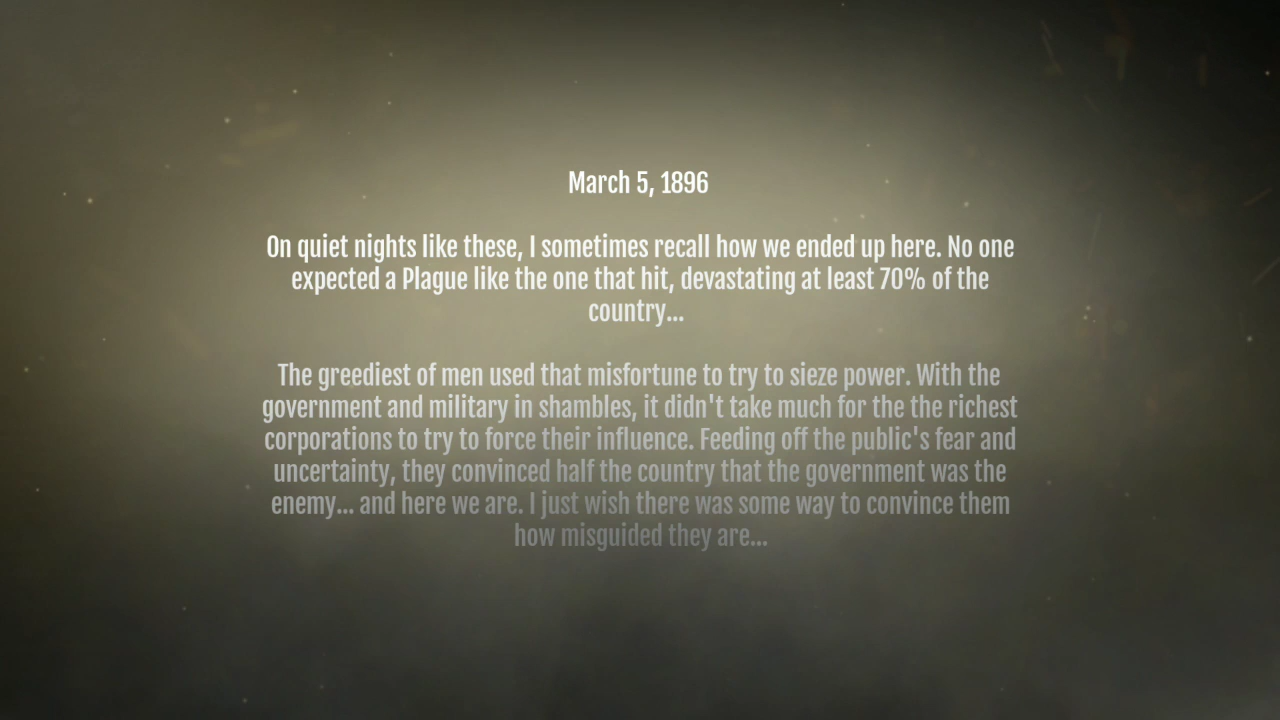 March 5, 1896
On quiet nights like these, I sometimes recall how we ended up here. No one
expected a Plague like the one that hit, devastating at least 70% of the
country...
The greediest of men used that misfortune to try to sieze power. With the
government and military in shambles, it didn't take much for the the richest
corporations to try to force their influence. Feeding off the public's fear and
uncertainty, they convinced half the country that the government was the
enemy... and here we are. I just wish there was some way to convince them
how misguided they are...